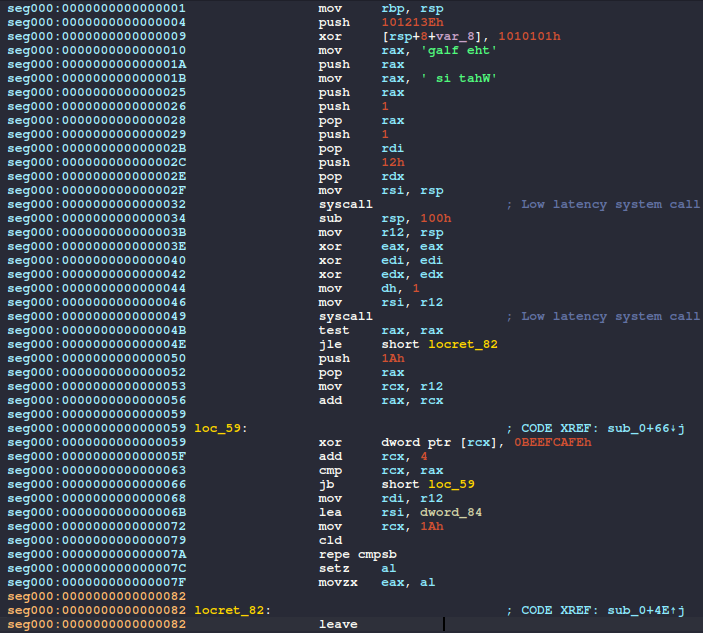 seg000:0000000000000001 mov rbp, rsp
seg000:0000000000000004 push 101213Eh
seg000:0000000000000009 xor [rsp+8+var_8], 1010101h
seg000:0000000000000010 mov rax, 'galf eht'
seg000:000000000000001A push rax
seg000:000000000000001B mov rax, ' si tahW'
seg000:0000000000000025 push rax
seg000:0000000000000026 push 1
seg000:0000000000000028 pop rax
seg000:0000000000000029 push 1
seg000:000000000000002B pop rdi
seg000:000000000000002C push 12h
seg000:000000000000002E pop rdx
seg000:000000000000002F mov rsi, rsp
seg000:0000000000000032 syscall ; Low latency system call
seg000:0000000000000034 sub rsp, 100h
seg000:000000000000003B mov r12, rsp
seg000:000000000000003E xor eax, eax
seg000:0000000000000040 xor edi, edi
seg000:0000000000000042 xor edx, edx
seg000:0000000000000044 mov dh, 1
seg000:0000000000000046 mov rsi, r12
seg000:0000000000000049 syscall ; Low latency system call
seg000:000000000000004B test rax, rax
seg000:000000000000004E jle short locret_82
seg000:0000000000000050 push 1Ah
seg000:0000000000000052 pop rax
seg000:0000000000000053 mov rcx, r12
seg000:0000000000000056 add rax, rcx
seg000:0000000000000059
seg000:0000000000000059 loc_59: ; CODE XREF: sub_0+66↓j
seg000:0000000000000059 xor dword ptr [rcx], 0BEEFCAFEh
seg000:000000000000005F add rcx, 4
seg000:0000000000000063 cmp rcx, rax
seg000:0000000000000066 jb short loc_59
seg000:0000000000000068 mov rdi, r12
seg000:000000000000006B lea rsi, dword_84
seg000:0000000000000072 mov rcx, 1Ah
seg000:0000000000000079 cld
seg000:000000000000007A repe cmpsb
seg000:000000000000007C setz al
seg000:000000000000007F movzx eax, al
seg000:0000000000000082
seg000:0000000000000082 locret_82: ; CODE XREF: sub_0+4E↑j
seg000:0000000000000082 leave